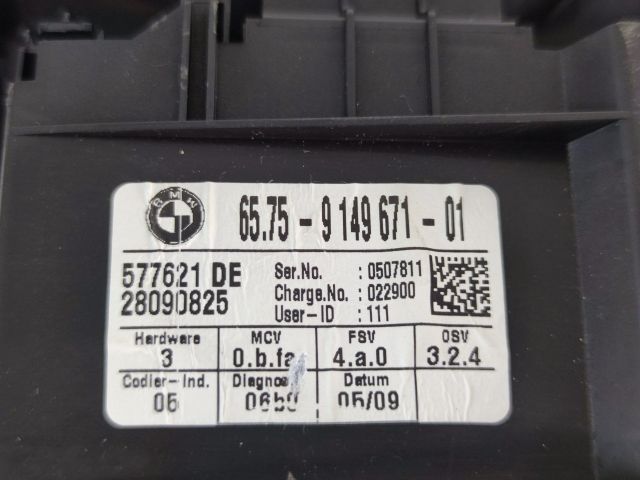 BMW
65.75 - 9 149 671 - 01
577621 DE
28090825
Ser.No. : 0507811
Charge.No. : 022900
User-ID : 111
Hardware MCV FSV OSV
3 0.b.fa 4.a.0 3.2.4
Codier-Ind. Datum
05 05/09